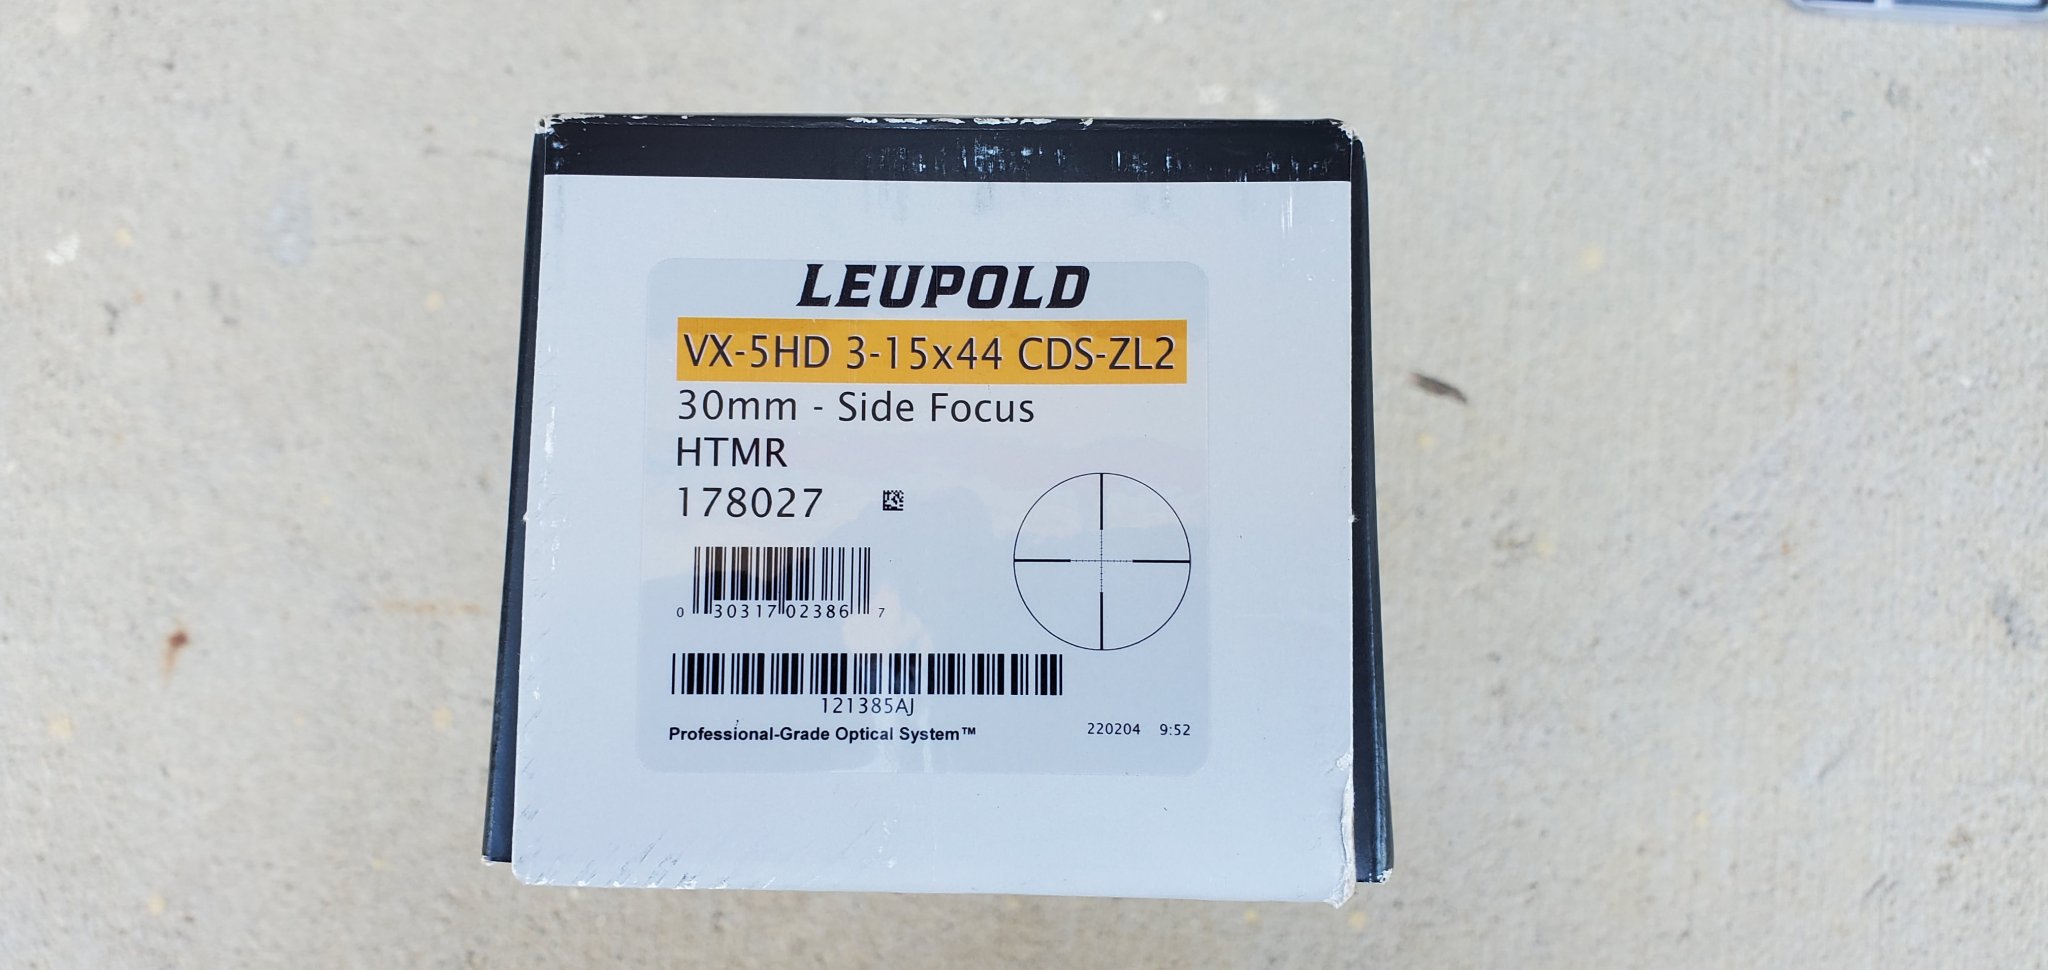 LEUPOLD
VX-5HD 3-15x44 CDS-ZL2
30mm - Side Focus
HTMR
178027
0 30317 02386 7
121385AJ
Professional-Grade Optical System™
220204 9:52